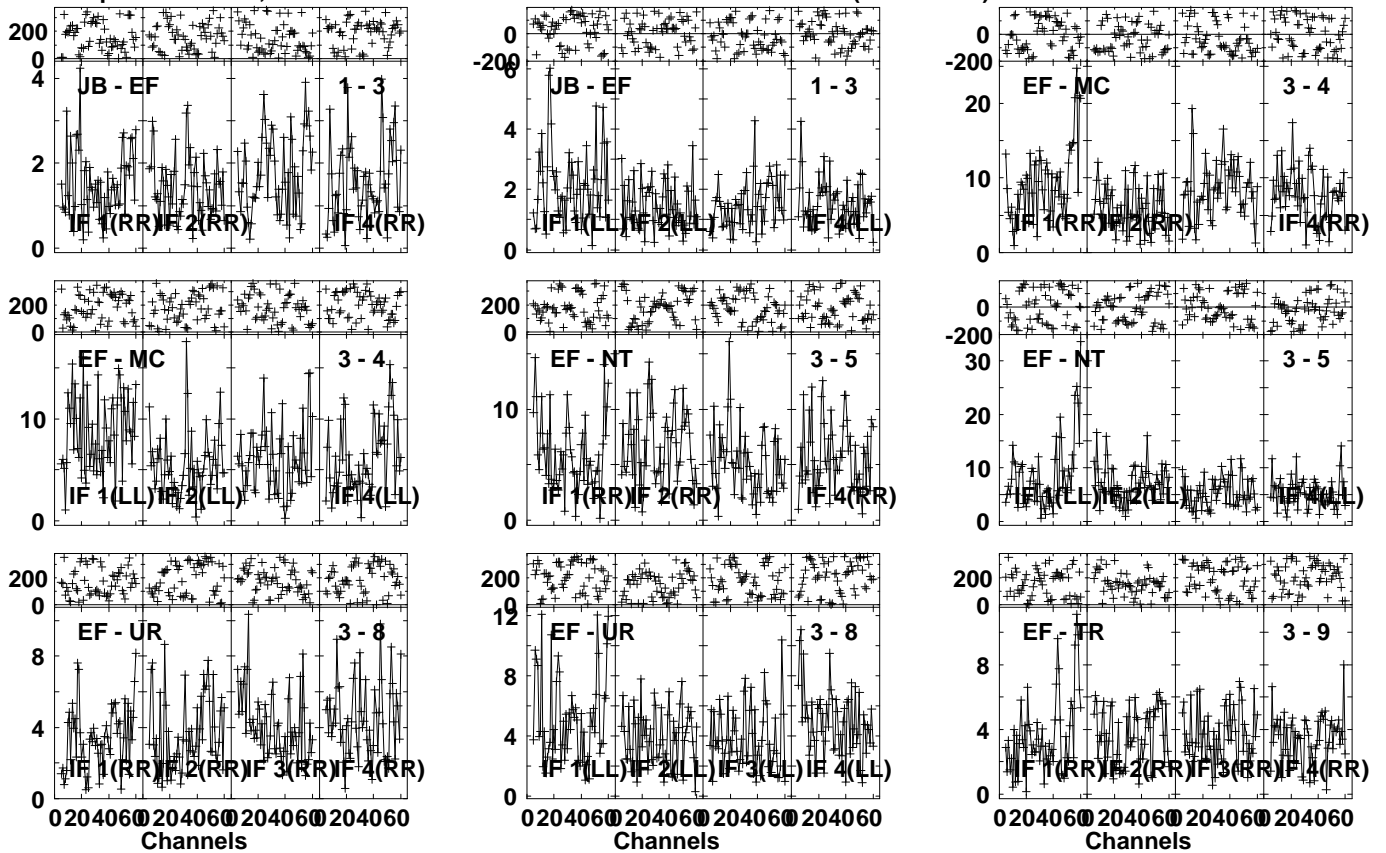 200
0
4
2
0
JB - EF 1 - 3
IF 1(RR) IF 2(RR) IF 4(RR)
0
-200
6
4
2
0
JB - EF 1 - 3
IF 1(LL) IF 2(LL) IF 4(LL)
0
-200
20
10
0
EF - MC 3 - 4
IF 1(RR) IF 2(RR) IF 4(RR)
200
0
10
0
EF - MC 3 - 4
IF 1(LL) IF 2(LL) IF 4(LL)
200
0
10
0
EF - NT 3 - 5
IF 1(RR) IF 2(RR) IF 4(RR)
0
-200
30
20
10
0
EF - NT 3 - 5
IF 1(LL) IF 2(LL) IF 4(LL)
200
0
8
4
0
EF - UR 3 - 8
IF 1(RR) IF 2(RR) IF 3(RR) IF 4(RR)
0 20 40 60 0 20 40 60 0 20 40 60 0 20 40 60
Channels
200
0
12
8
4
0
EF - UR 3 - 8
IF 1(LL) IF 2(LL) IF 3(LL) IF 4(LL)
0 20 40 60 0 20 40 60 0 20 40 60 0 20 40 60
Channels
200
0
8
4
0
EF - TR 3 - 9
IF 1(RR) IF 2(RR) IF 3(RR) IF 4(RR)
0 20 40 60 0 20 40 60 0 20 40 60 0 20 40 60
Channels